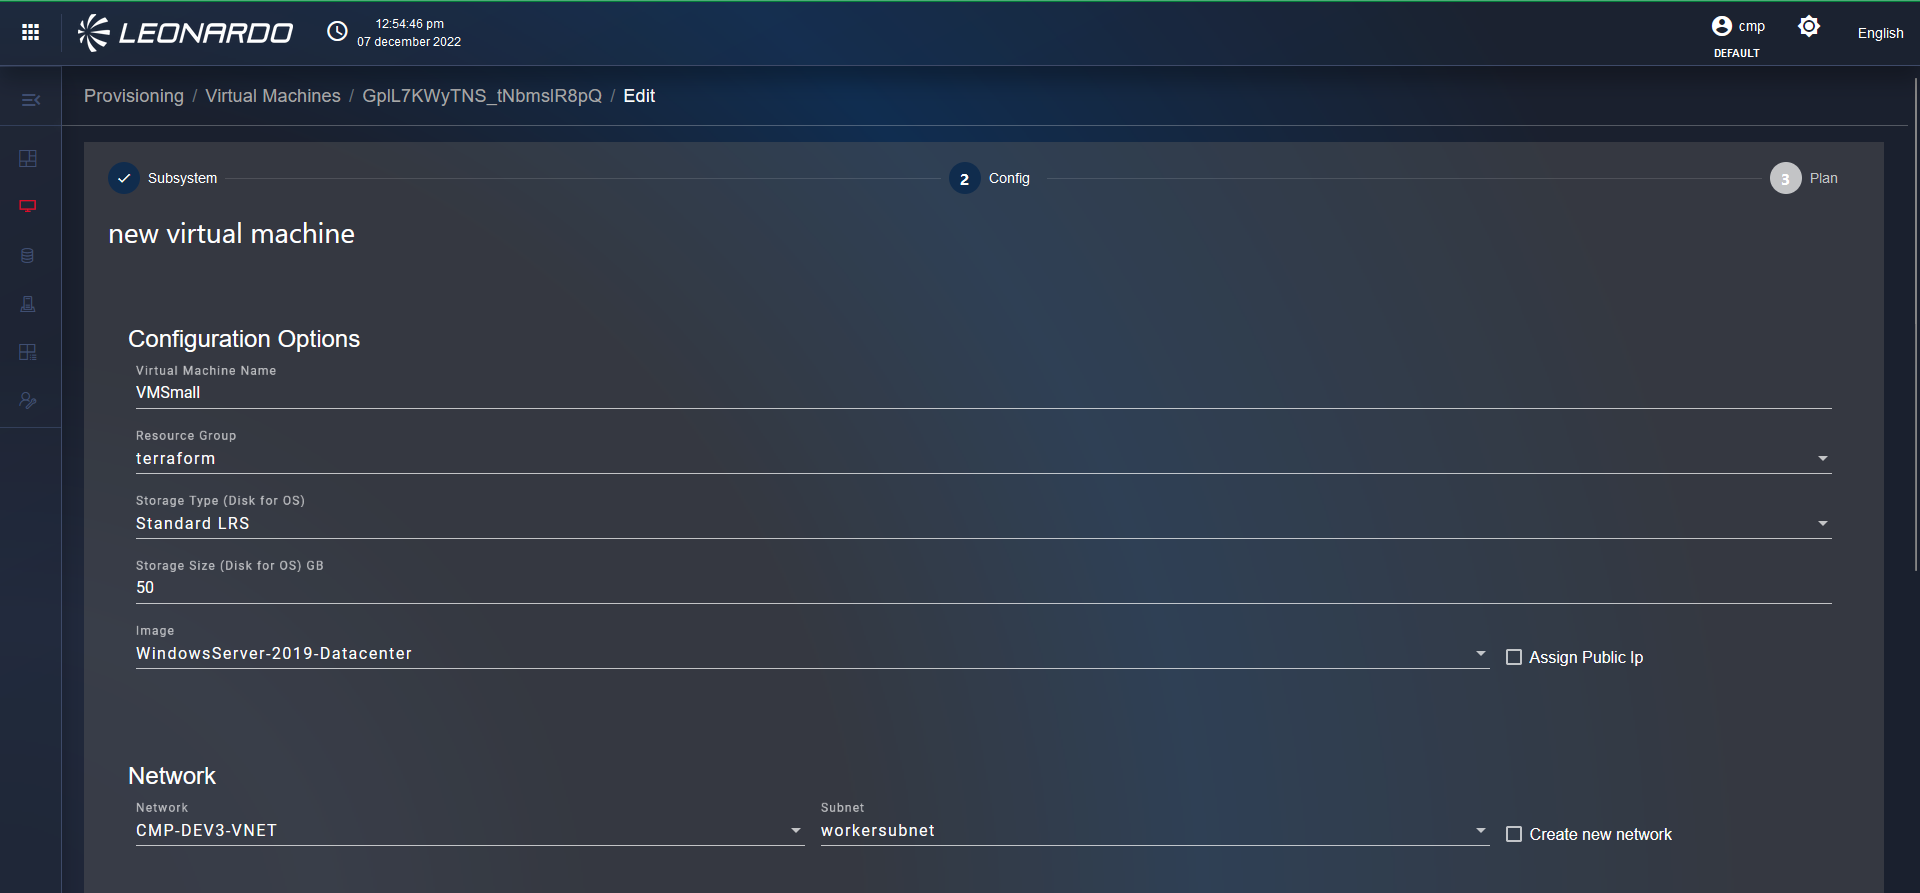 LEONARDO
12:54:46 pm
07 december 2022
cmp
DEFAULT
English
Provisioning / Virtual Machines / GplL7KWyTNS_tNbmslR8pQ / Edit
Subsystem
2 Config
3 Plan
new virtual machine
Configuration Options
Virtual Machine Name
VMSmall
Resource Group
terraform
Storage Type (Disk for OS)
Standard LRS
Storage Size (Disk for OS) GB
50
Image
WindowsServer-2019-Datacenter
Assign Public Ip
Network
Network
CMP-DEV3-VNET
Subnet
workersubnet
Create new network